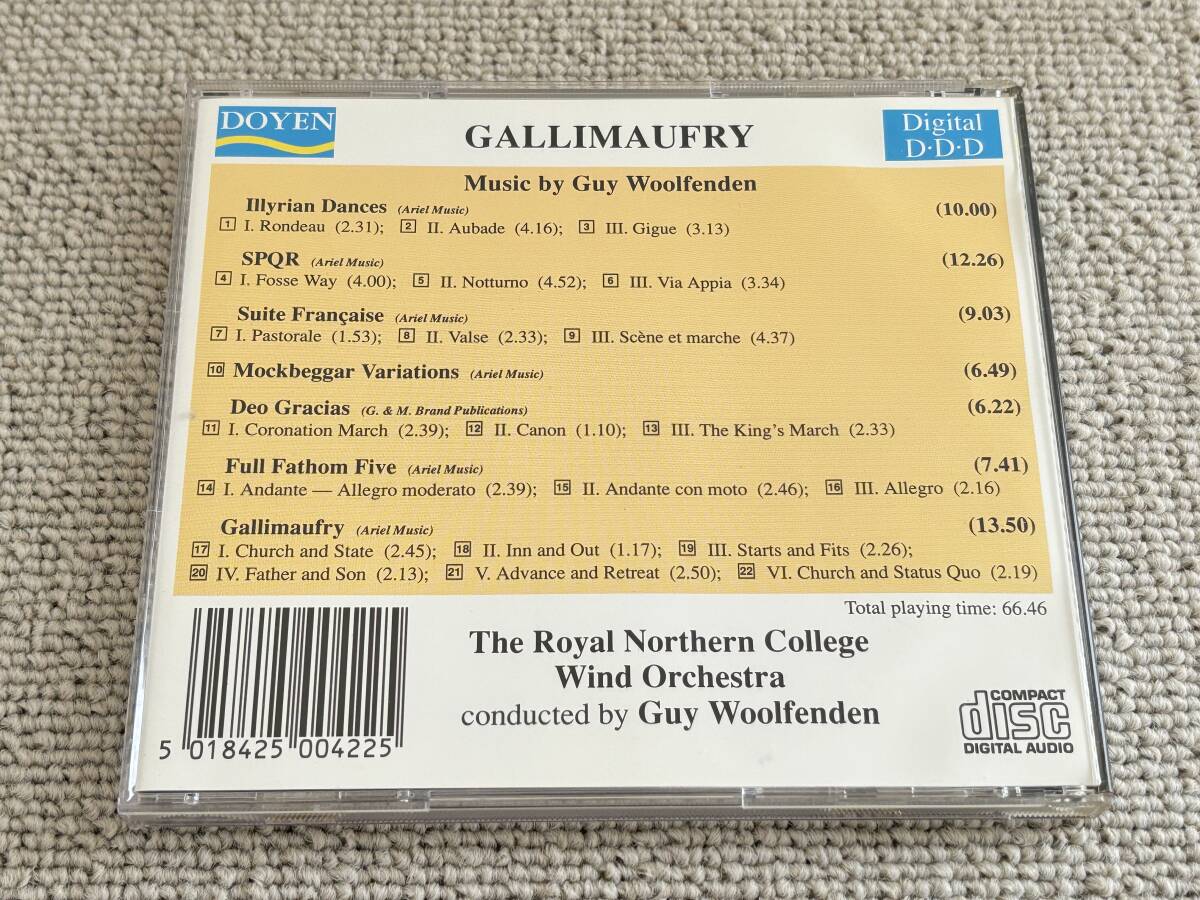 DOYEN
GALLIMAUFRY
Digital
D·D·D
Music by Guy Woolfenden
Illyrian Dances (Ariel Music) (10.00)
1 I. Rondeau (2.31); 2 II. Aubade (4.16); 3 III. Gigue (3.13)
SPQR (Ariel Music) (12.26)
4 I. Fosse Way (4.00); 5 II. Notturno (4.52); 6 III. Via Appia (3.34)
Suite Française (Ariel Music) (9.03)
7 I. Pastorale (1.53); 8 II. Valse (2.33); 9 III. Scène et marche (4.37)
10 Mockbeggar Variations (Ariel Music) (6.49)
Deo Gracias (G. & M. Brand Publications) (6.22)
11 I. Coronation March (2.39); 12 II. Canon (1.10); 13 III. The King's March (2.33)
Full Fathom Five (Ariel Music) (7.41)
14 I. Andante — Allegro moderato (2.39); 15 II. Andante con moto (2.46); 16 III. Allegro (2.16)
Gallimaufry (Ariel Music) (13.50)
17 I. Church and State (2.45); 18 II. Inn and Out (1.17); 19 III. Starts and Fits (2.26);
20 IV. Father and Son (2.13); 21 V. Advance and Retreat (2.50); 22 VI. Church and Status Quo (2.19)
Total playing time: 66.46
The Royal Northern College
Wind Orchestra
conducted by Guy Woolfenden
5 018425 004225
COMPACT
disc
DIGITAL AUDIO